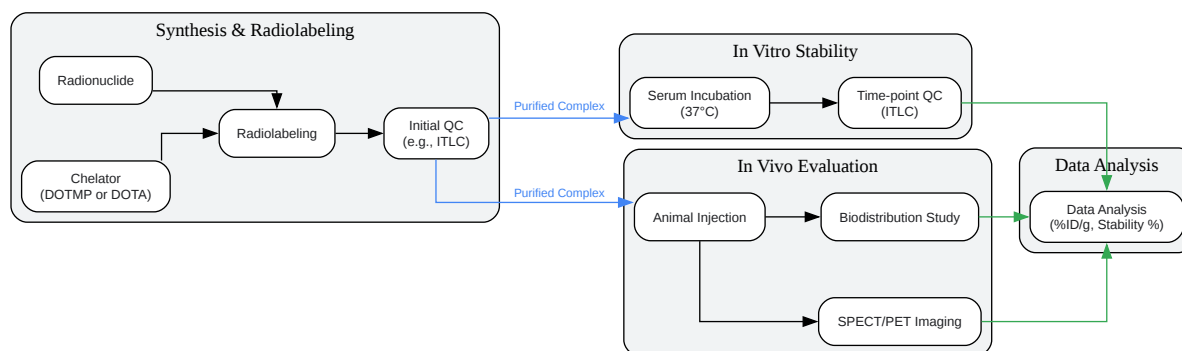 Synthesis & Radiolabeling
Radionuclide
Radiolabeling
Chelator
(DOTMP or DOTA)
Initial QC
(e.g., ITLC)
Purified Complex
Purified Complex
In Vitro Stability
Serum Incubation
(37°C)
Time-point QC
(ITLC)
In Vivo Evaluation
Animal Injection
Biodistribution Study
SPECT/PET Imaging
Data Analysis
Data Analysis
(%ID/g, Stability %)